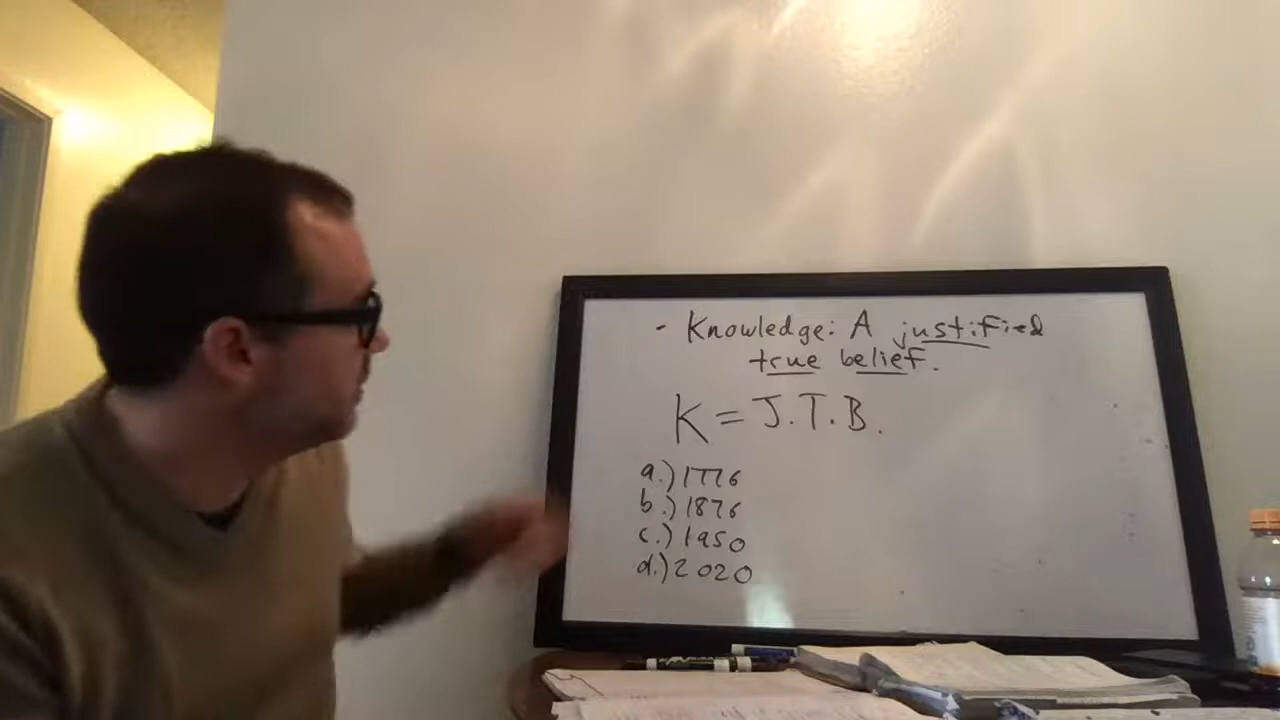 - Knowledge: A justified
true belief.
K = J.T.B.
a.) 1776
b.) 1876
c.) 1950
d.) 2020